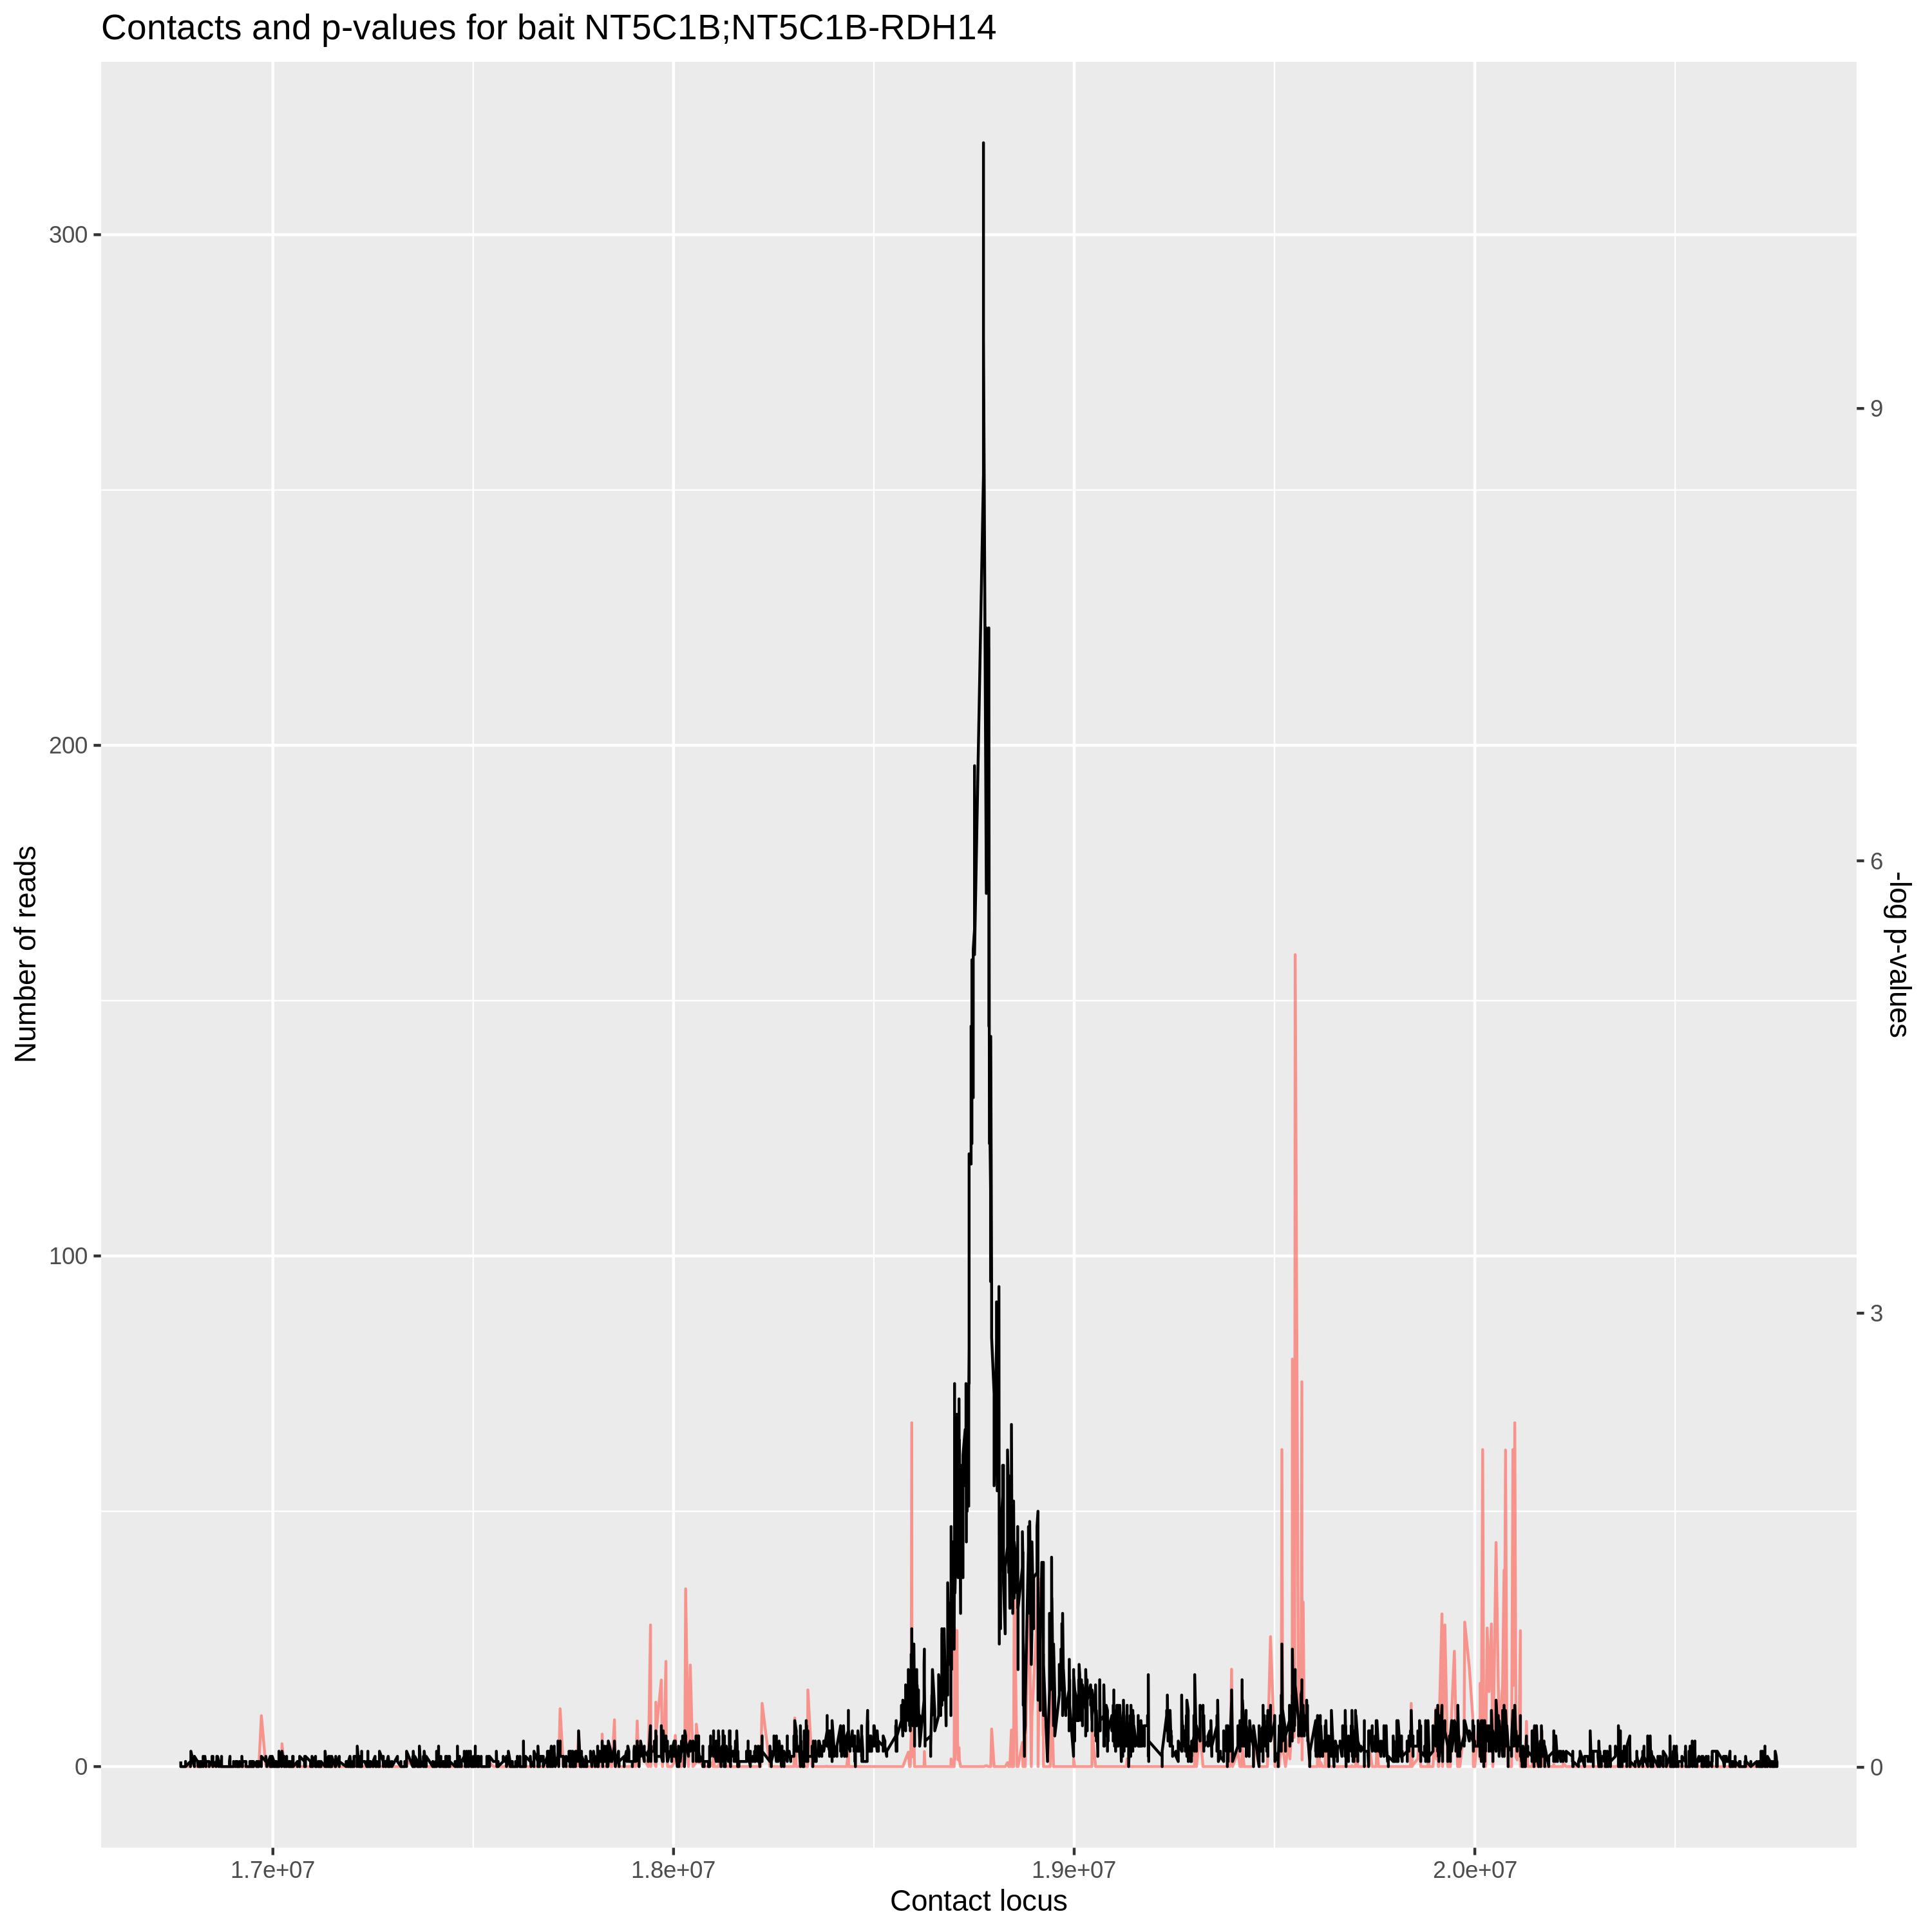 Contacts and p-values for bait NT5C1B;NT5C1B-RDH14
300
200
100
0
Number of reads
9
6
3
0
-log p-values
1.7e+07 1.8e+07 1.9e+07 2.0e+07
Contact locus